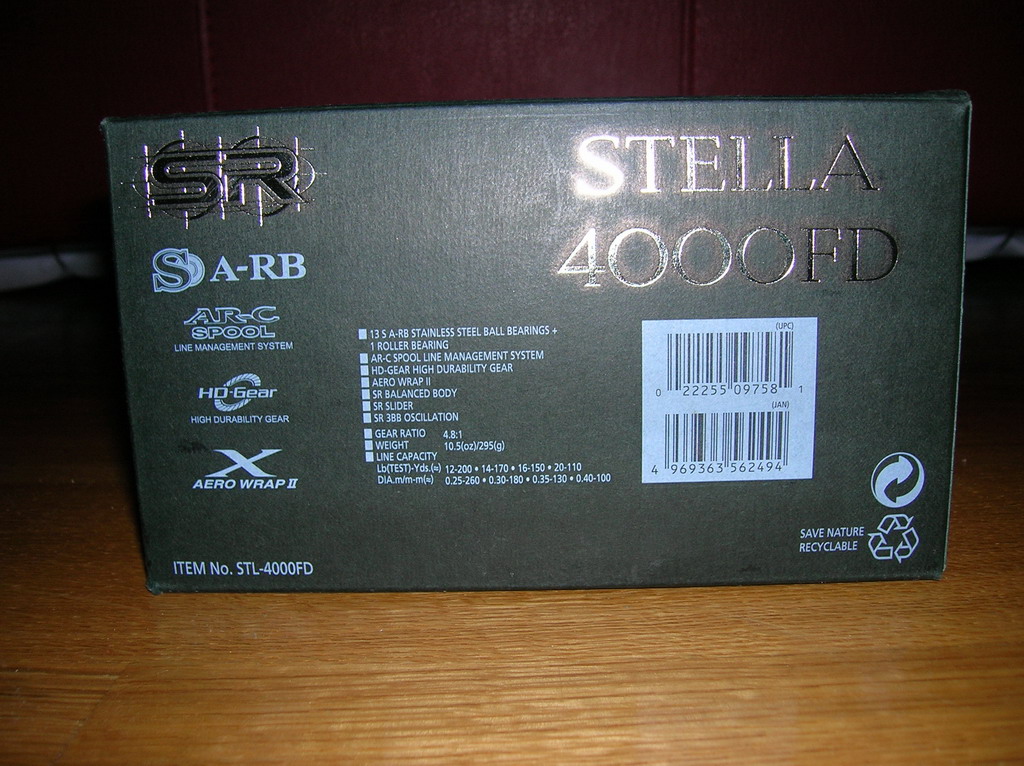 SR
STELLA
4000FD
S A-RB
AR-C
SPOOL
LINE MANAGEMENT SYSTEM
HD-Gear
HIGH DURABILITY GEAR
X
AERO WRAP II
13 S A-RB STAINLESS STEEL BALL BEARINGS +
1 ROLLER BEARING
AR-C SPOOL LINE MANAGEMENT SYSTEM
HD-GEAR HIGH DURABILITY GEAR
AERO WRAP II
SR BALANCED BODY
SR SLIDER
SR 3BB OSCILLATION
GEAR RATIO 4.8:1
WEIGHT 10.5(oz)/295(g)
LINE CAPACITY
Lb(TEST)-Yds.(≈) 12-200 • 14-170 • 16-150 • 20-110
DIA.m/m-m(≈) 0.25-260 • 0.30-180 • 0.35-130 • 0.40-100
(UPC)
0 22255 09758 1
(JAN)
4 969363 562494
SAVE NATURE
RECYCLABLE
ITEM No. STL-4000FD